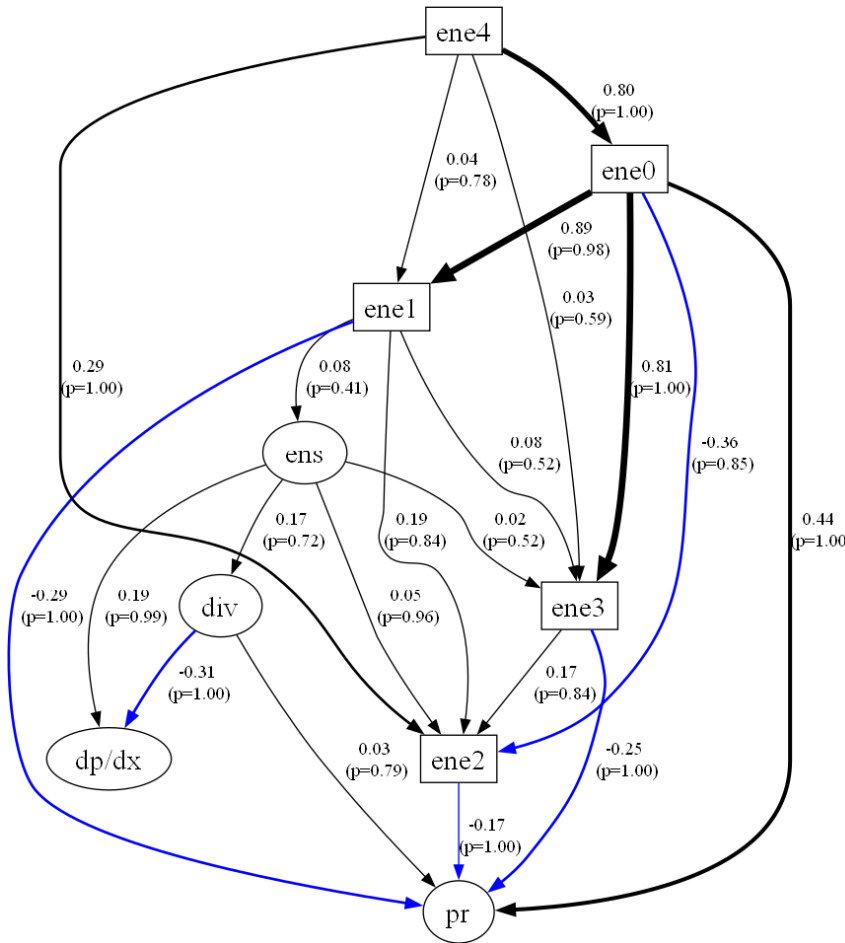 ene4
0.80
(p=1.00)
ene0
0.04
(p=0.78)
0.89
(p=0.98)
ene1
0.03
(p=0.59)
0.29
(p=1.00)
0.08
(p=0.41)
0.81
(p=1.00)
ens
0.08
(p=0.52)
-0.36
(p=0.85)
0.17
(p=0.72)
0.19
(p=0.84)
0.02
(p=0.52)
0.44
(p=1.00
-0.29
(p=1.00)
0.19
(p=0.99)
div
0.05
(p=0.96)
ene3
-0.31
(p=1.00)
0.17
(p=0.84)
dp/dx
0.03
(p=0.79)
ene2
-0.25
(p=1.00)
-0.17
(p=1.00)
pr